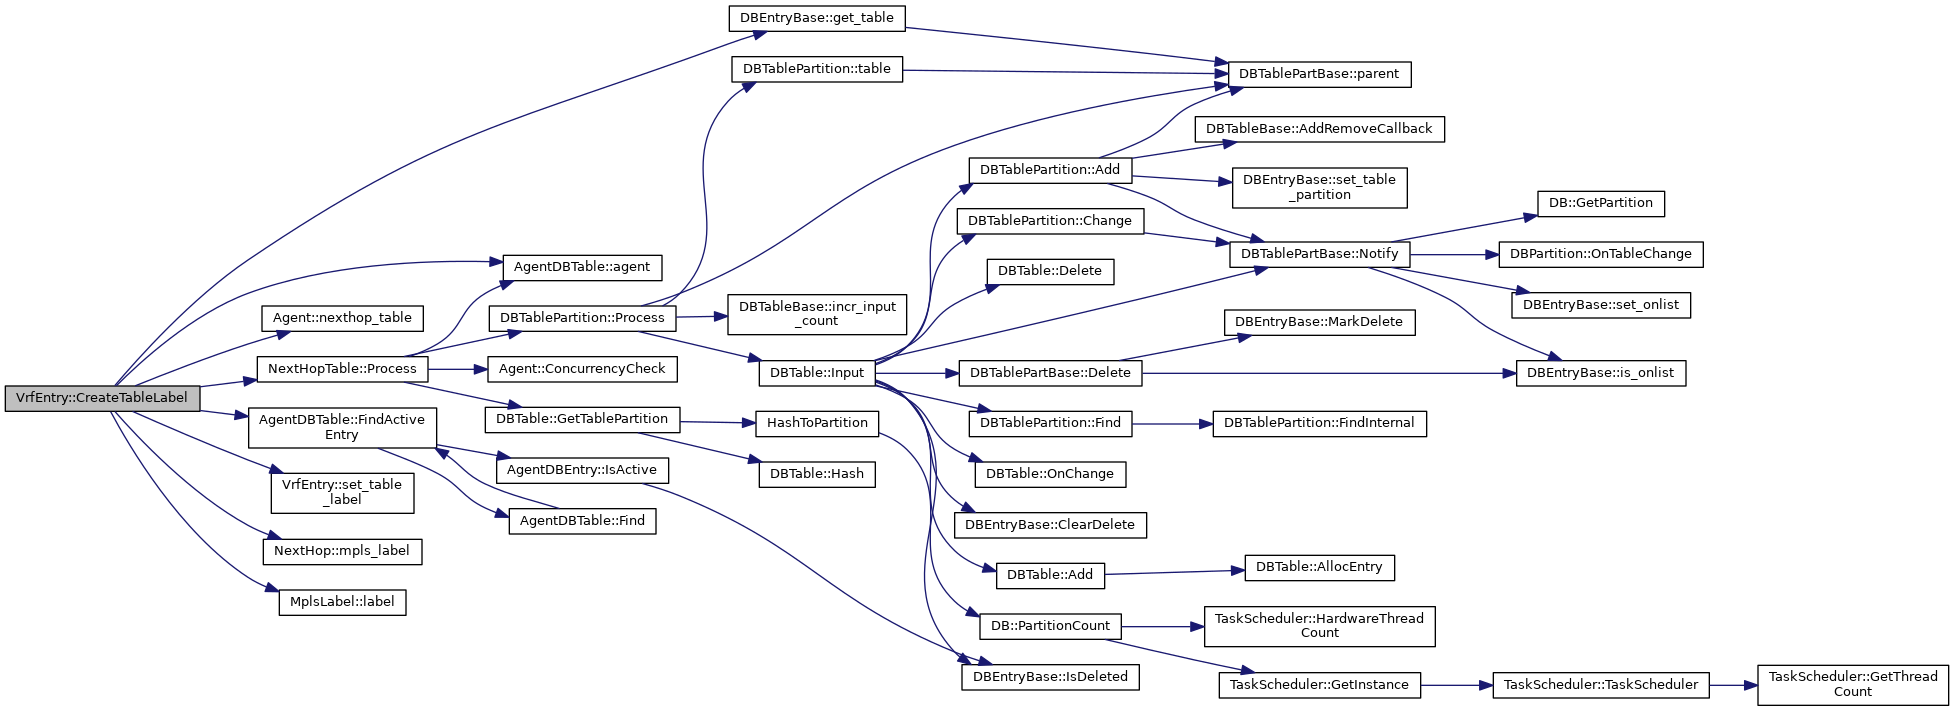 VrfEntry::CreateTableLabel
DBEntryBase::get_table
DBTablePartition::table
AgentDBTable::agent
Agent::nexthop_table
DBTablePartition::Process
NextHopTable::Process
Agent::ConcurrencyCheck
AgentDBTable::FindActive
Entry
DBTable::GetTablePartition
AgentDBEntry::IsActive
VrfEntry::set_table
_label
AgentDBTable::Find
NextHop::mpls_label
MplsLabel::label
DBTableBase::incr_input
_count
DBTable::Input
HashToPartition
DBTable::Hash
DBTablePartBase::parent
DBTableBase::AddRemoveCallback
DBTablePartition::Add
DBEntryBase::set_table
_partition
DBTablePartition::Change
DBTablePartBase::Notify
DB::GetPartition
DBPartition::OnTableChange
DBEntryBase::set_onlist
DBEntryBase::is_onlist
DBTable::Delete
DBEntryBase::MarkDelete
DBTablePartBase::Delete
DBTablePartition::Find
DBTablePartition::FindInternal
DBTable::OnChange
DBEntryBase::ClearDelete
DBTable::Add
DBTable::AllocEntry
DB::PartitionCount
TaskScheduler::HardwareThread
Count
DBEntryBase::IsDeleted
TaskScheduler::GetInstance
TaskScheduler::TaskScheduler
TaskScheduler::GetThread
Count